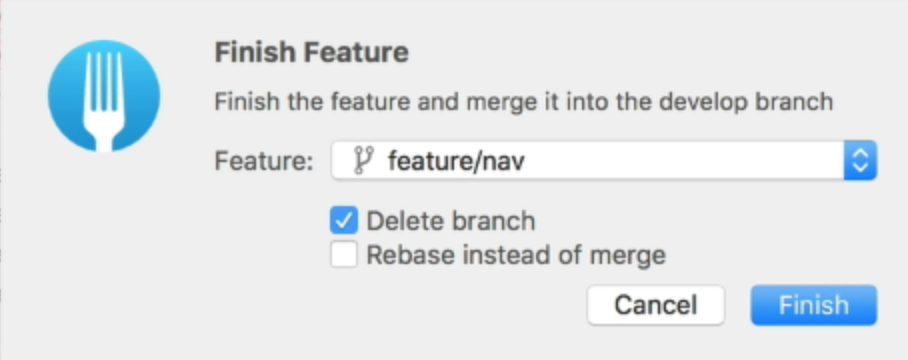 Finish Feature
Finish the feature and merge it into the develop branch
Feature: feature/nav
Delete branch
Rebase instead of merge
Cancel Finish